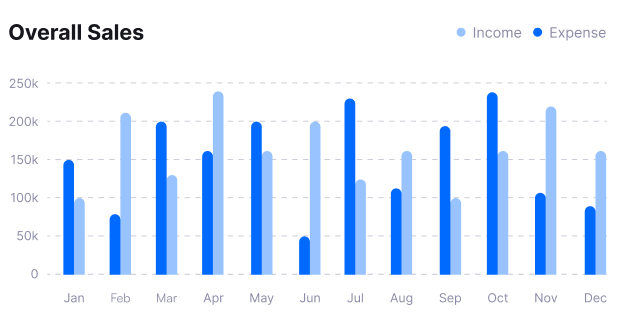 Overall Sales
Income Expense
250k
200k
150k
100k
50k
0
Jan Feb Mar Apr May Jun Jul Aug Sep Oct Nov Dec